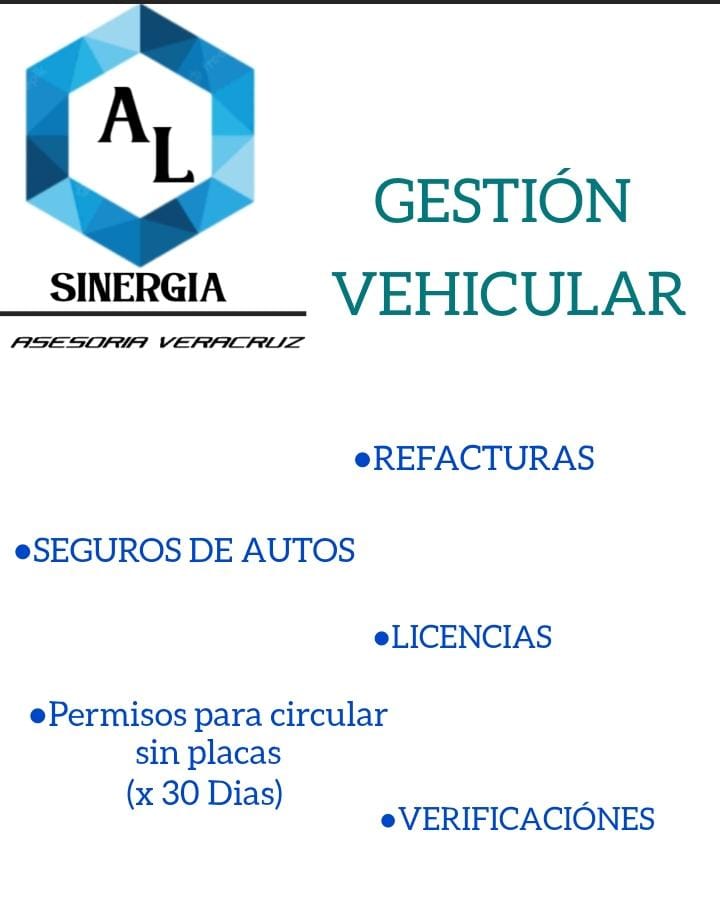 A
L
SINERGIA
ASESORIA VERACRUZ
GESTIÓN
VEHICULAR
●REFACTURAS
●SEGUROS DE AUTOS
●LICENCIAS
●Permisos para circular
sin placas
(x 30 Dias)
●VERIFICACIÓNES